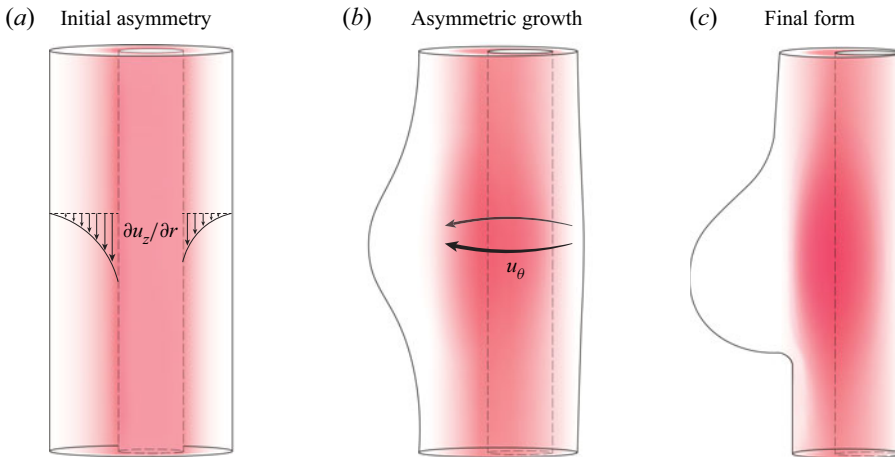 (a) Initial asymmetry
(b) Asymmetric growth
(c) Final form
∂u_z/∂r
u_θ